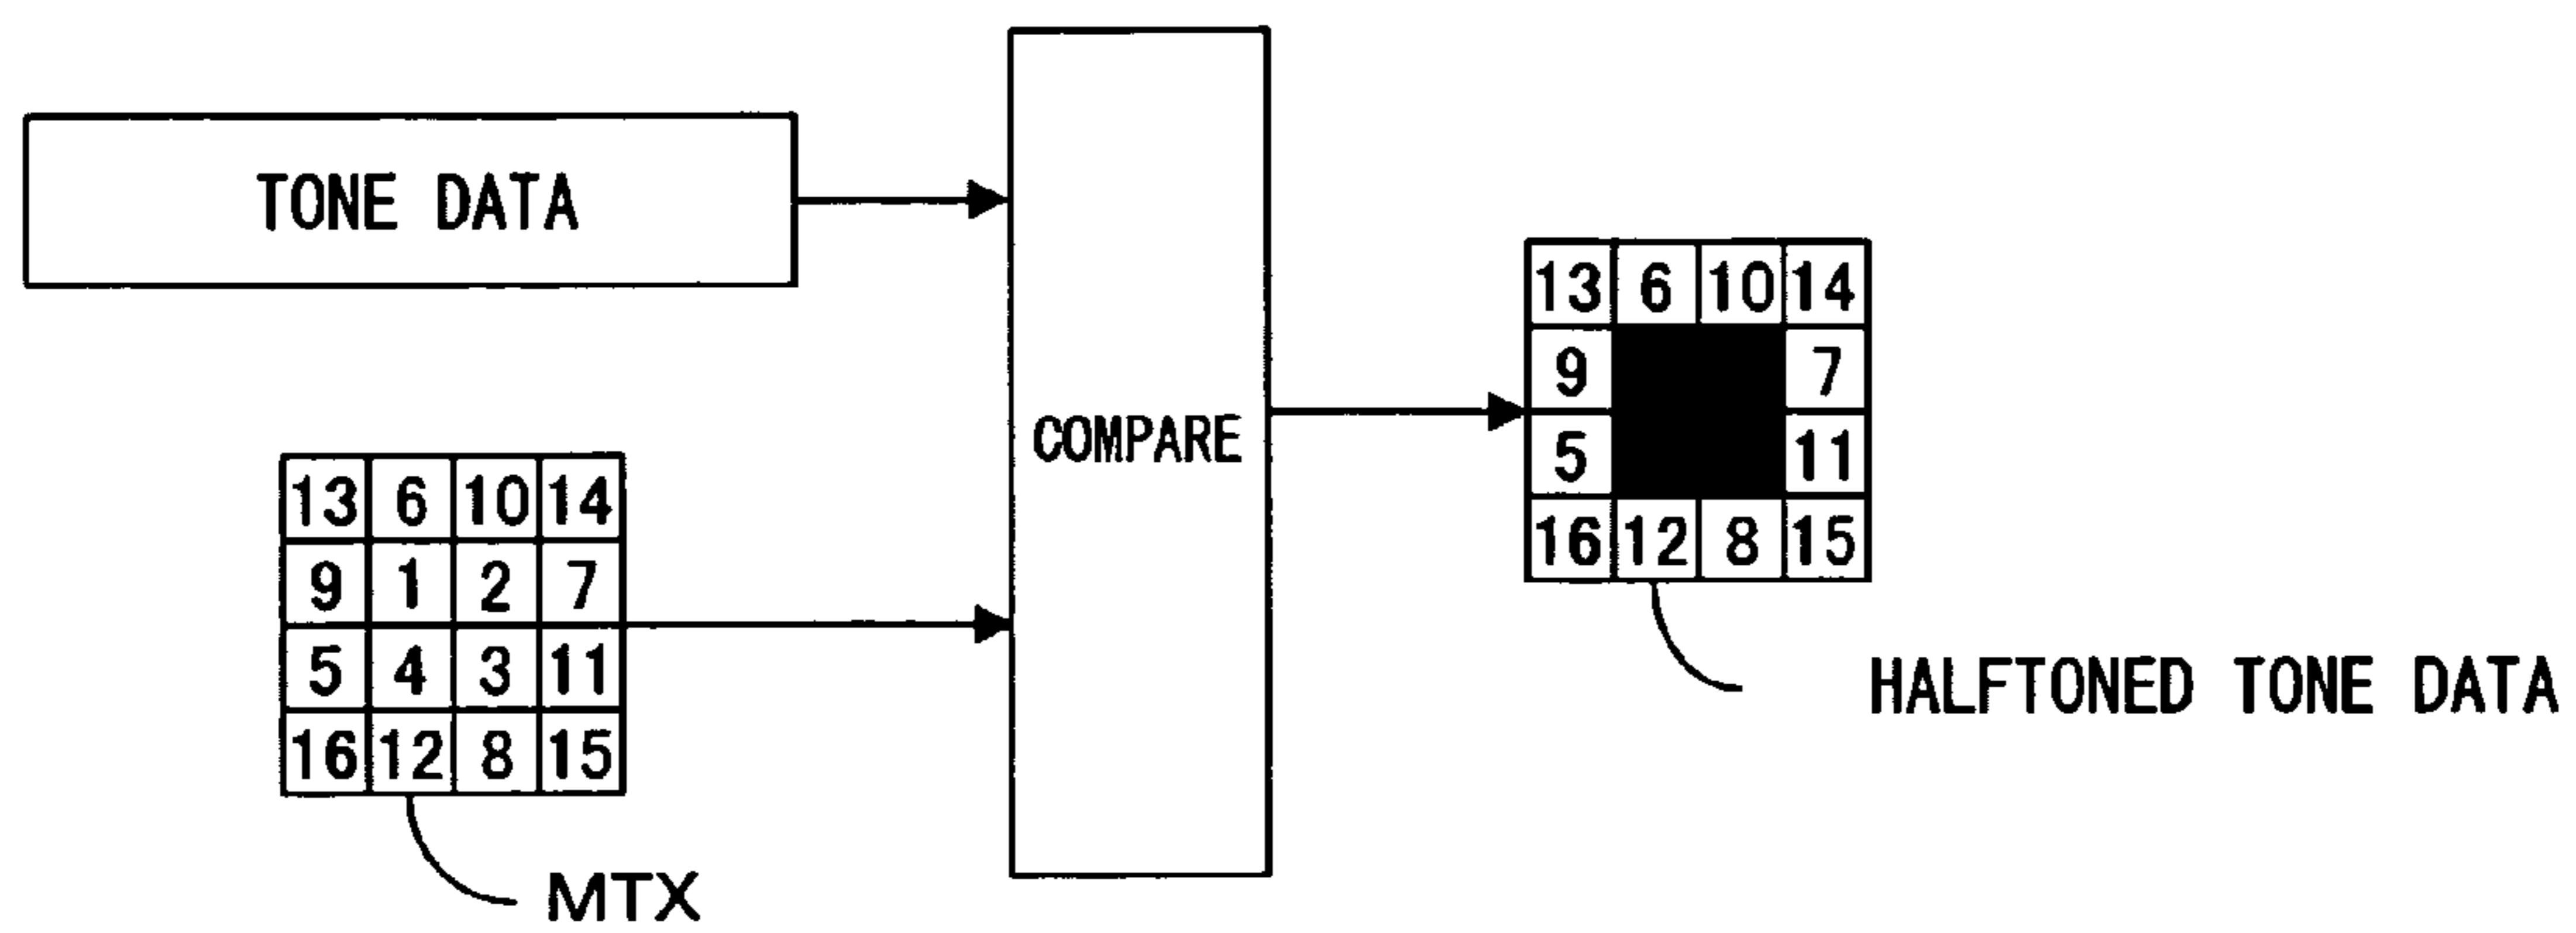 TONE DATA
COMPARE
13 6 10 14
9 1 2 7
5 4 3 11
16 12 8 15
MTX
13 6 10 14
9 7
5 11
16 12 8 15
HALFTONED TONE DATA